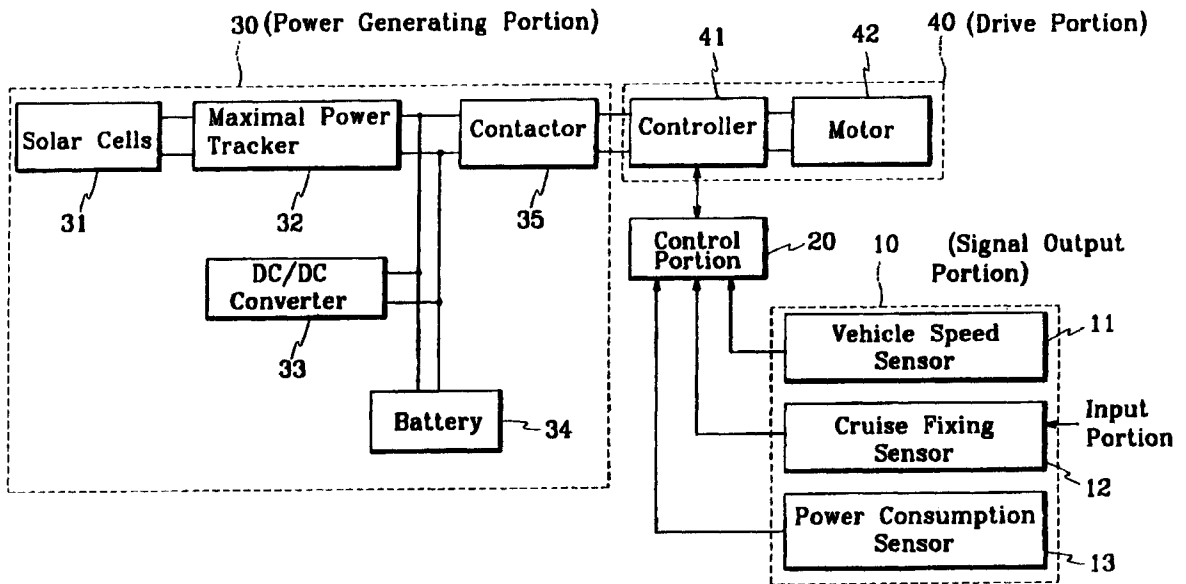 30 (Power Generating Portion)
41
42
40 (Drive Portion)
Solar Cells
Maximal Power
Tracker
Contactor
Controller
Motor
31
32
35
DC/DC
Converter
33
Battery
34
Control
Portion
20
10 (Signal Output
Portion)
Vehicle Speed
Sensor
11
Cruise Fixing
Sensor
Input
Portion
12
Power Consumption
Sensor
13